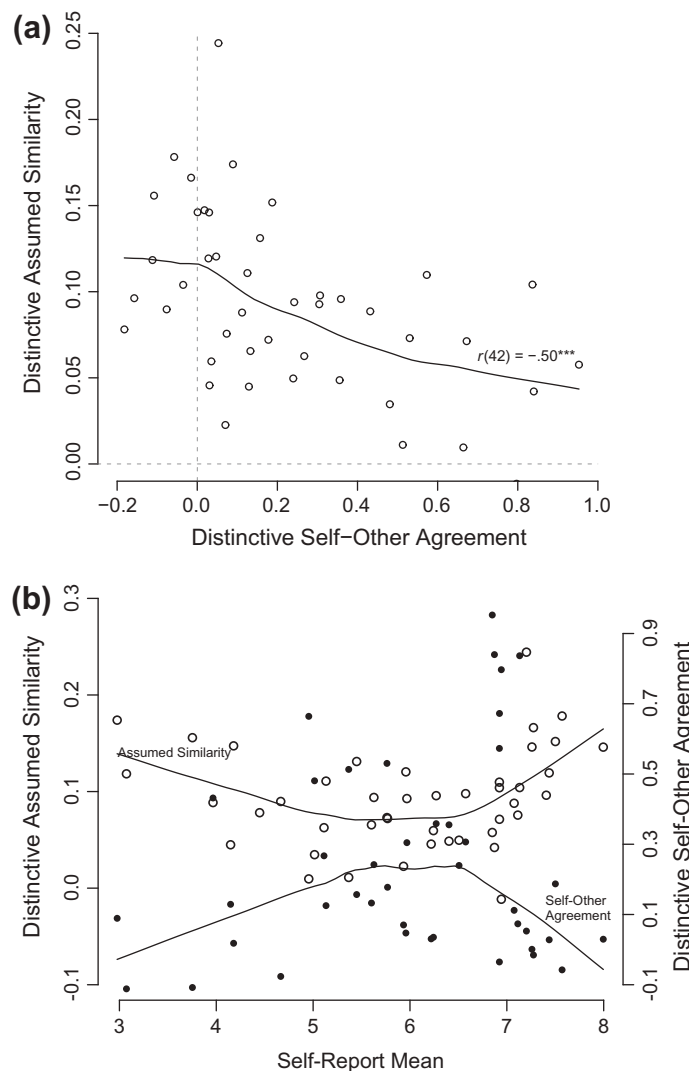 (a)
0.25
0.20
0.15
0.10
0.05
0.00
Distinctive Assumed Similarity
r(42) = −.50***
−0.2 0.0 0.2 0.4 0.6 0.8 1.0
Distinctive Self−Other Agreement
(b)
0.3
0.2
0.1
0.0
-0.1
Distinctive Assumed Similarity
Assumed Similarity
Self-Other
Agreement
0.9
0.7
0.5
0.3
0.1
-0.1
Distinctive Self-Other Agreement
3 4 5 6 7 8
Self-Report Mean